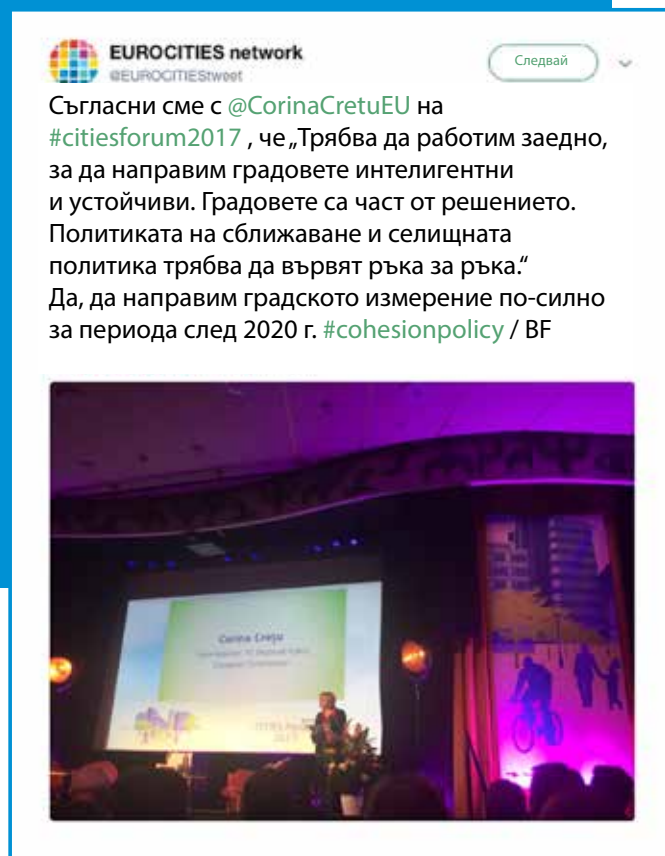 EUROCITIES network
@EUROCITIEStweet
Следвай
Съгласни сме с @CorinaCretuEU на
#citiesforum2017 , че „Трябва да работим заедно,
за да направим градовете интелигентни
и устойчиви. Градовете са част от решението.
Политиката на сближаване и селищната
политика трябва да вървят ръка за ръка.“
Да, да направим градското измерение по-силно
за периода след 2020 г. #cohesionpolicy / BF
Corina Crețu